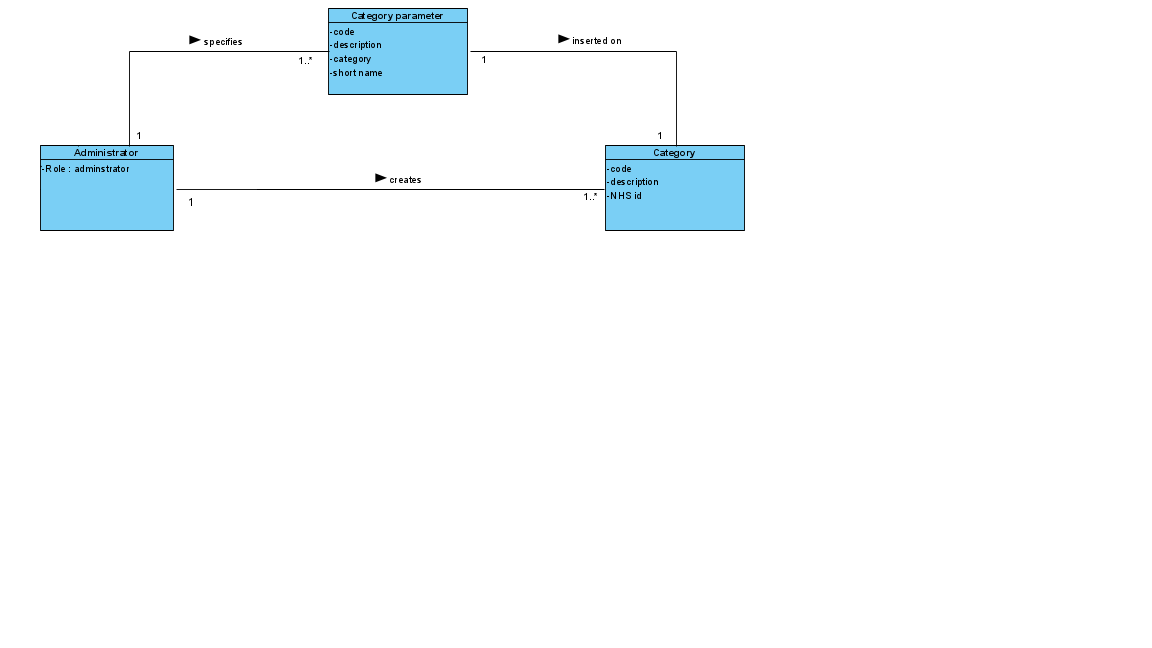 Category parameter
-code
-description
-category
-short name
specifies
1..*
inserted on
1
1
1
Administrator
-Role : adminstrator
Category
-code
-description
-NHS id
creates
1
1..*